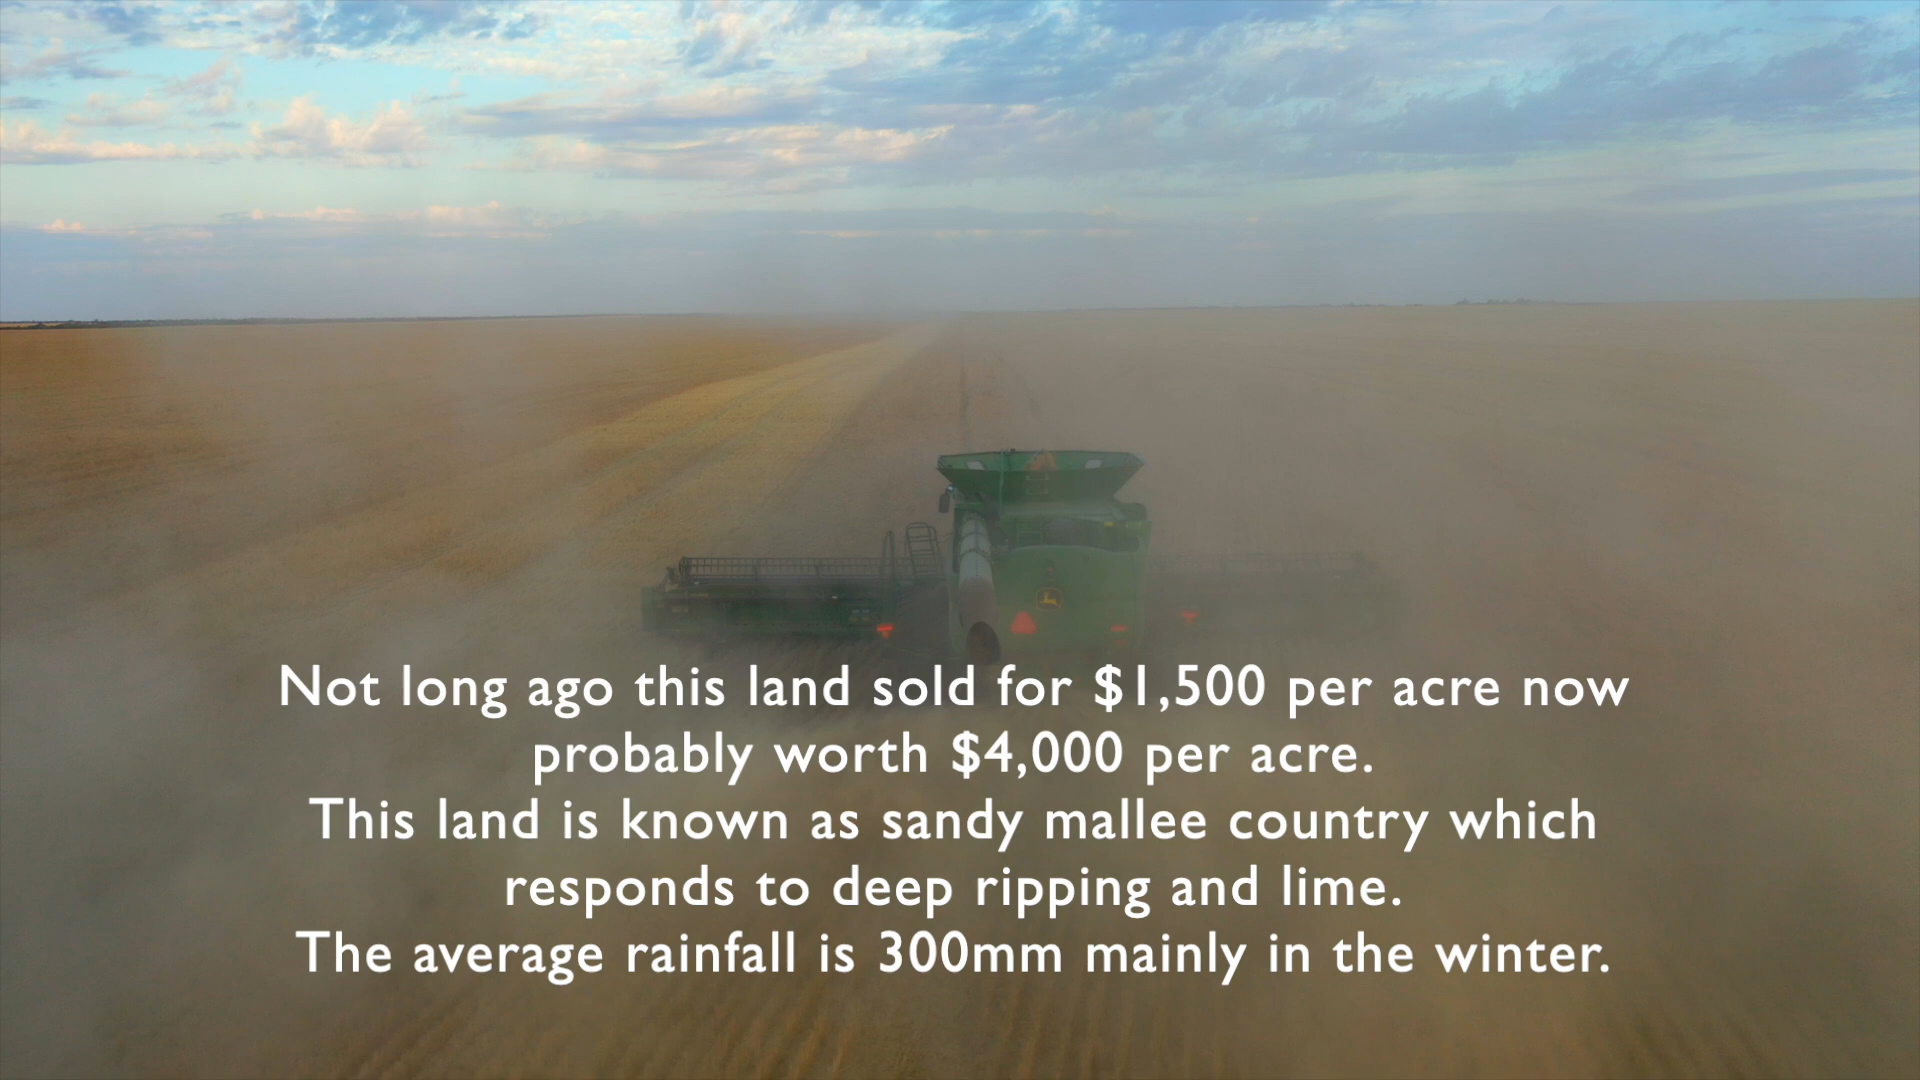 Not long ago this land sold for $1,500 per acre now
probably worth $4,000 per acre.
This land is known as sandy mallee country which
responds to deep ripping and lime.
The average rainfall is 300mm mainly in the winter.